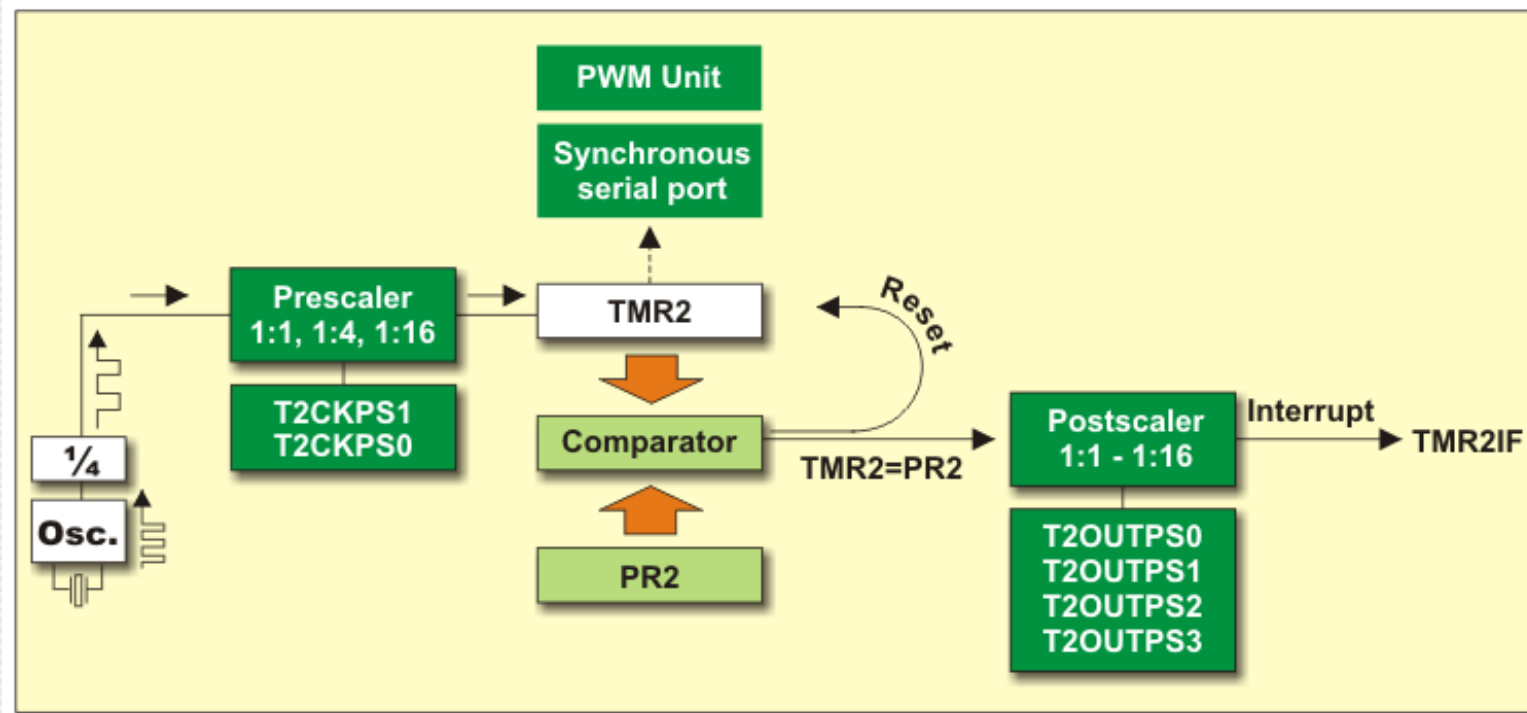 PWM Unit
Synchronous
serial port
Prescaler
1:1, 1:4, 1:16
TMR2
Reset
T2CKPS1
T2CKPS0
Comparator
TMR2=PR2
Postscaler
1:1 - 1:16
Interrupt
TMR2IF
¼
Osc.
PR2
T2OUTPS0
T2OUTPS1
T2OUTPS2
T2OUTPS3